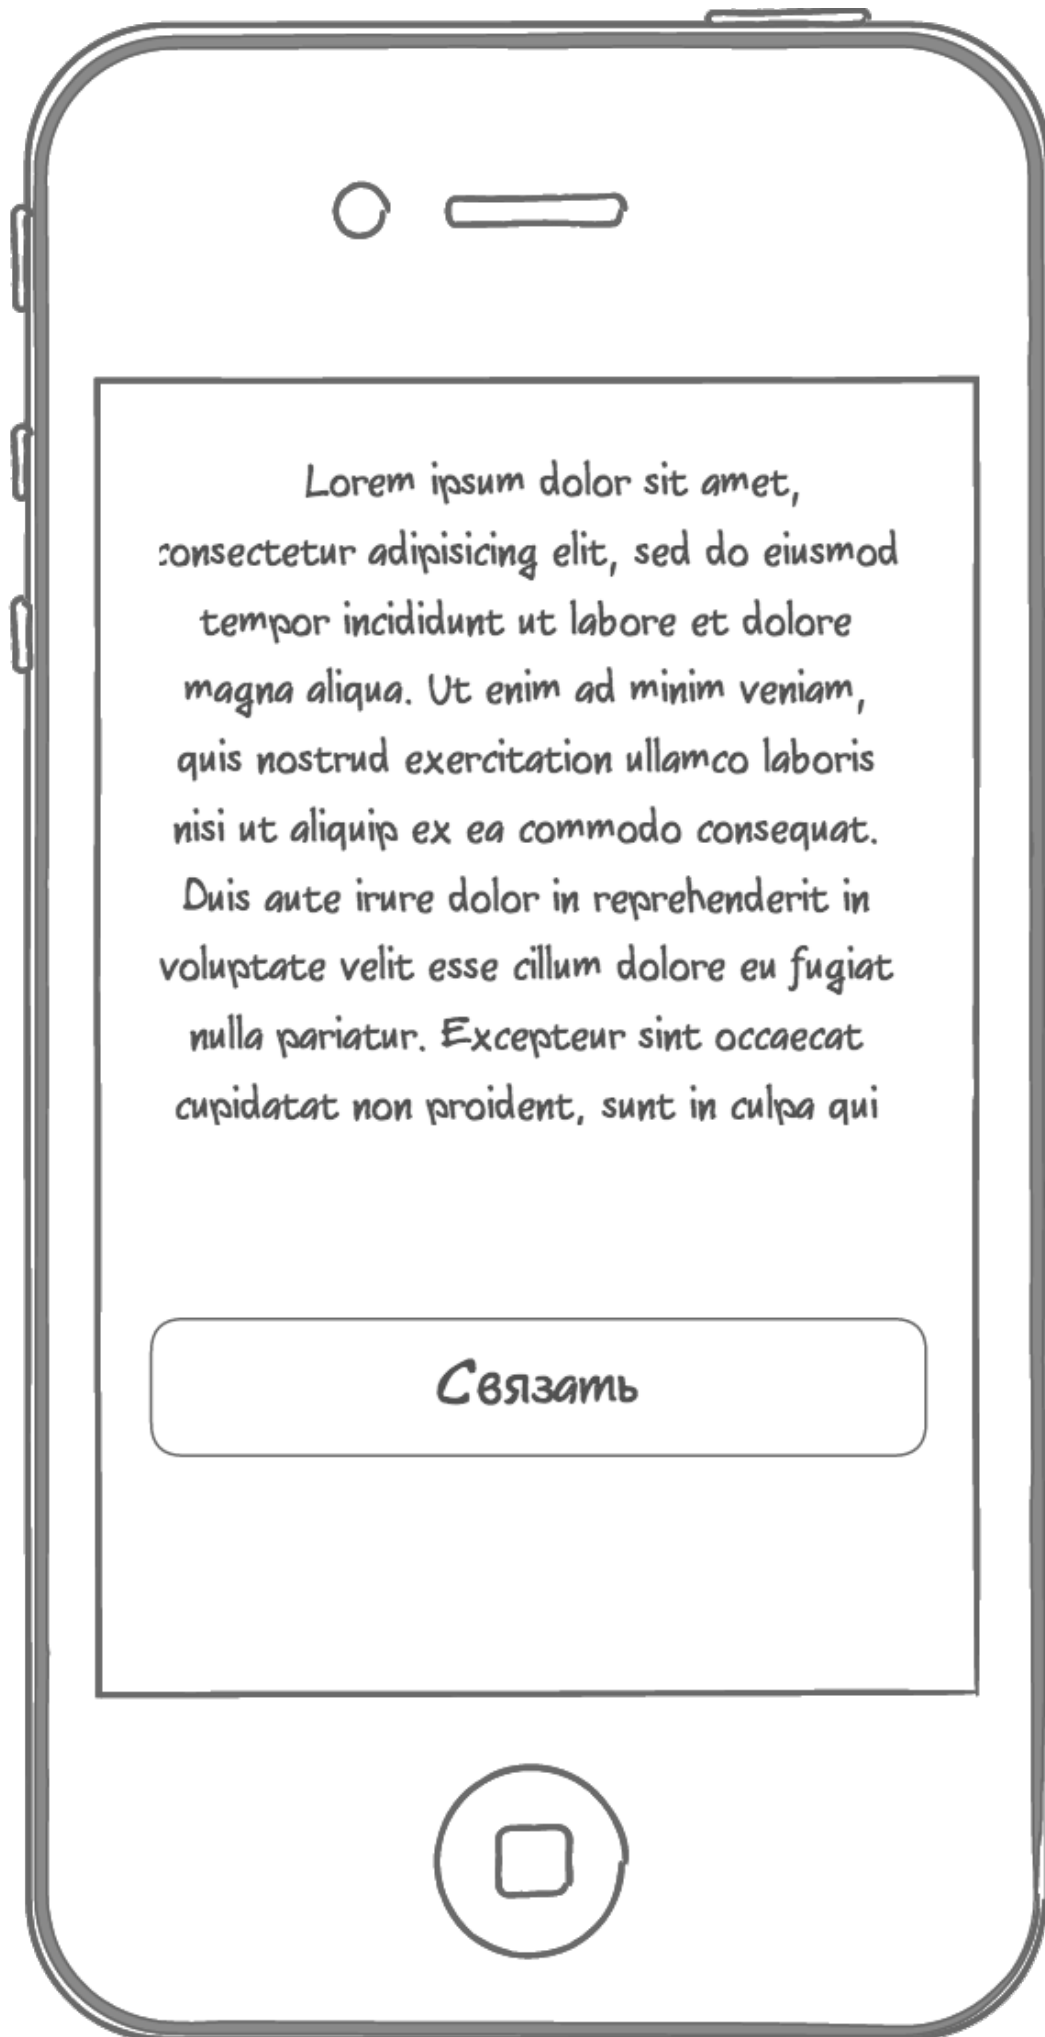 Lorem ipsum dolor sit amet,
consectetur adipisicing elit, sed do eiusmod
tempor incididunt ut labore et dolore
magna aliqua. Ut enim ad minim veniam,
quis nostrud exercitation ullamco laboris
nisi ut aliquip ex ea commodo consequat.
Duis aute irure dolor in reprehenderit in
voluptate velit esse cillum dolore eu fugiat
nulla pariatur. Excepteur sint occaecat
cupidatat non proident, sunt in culpa qui
Связать